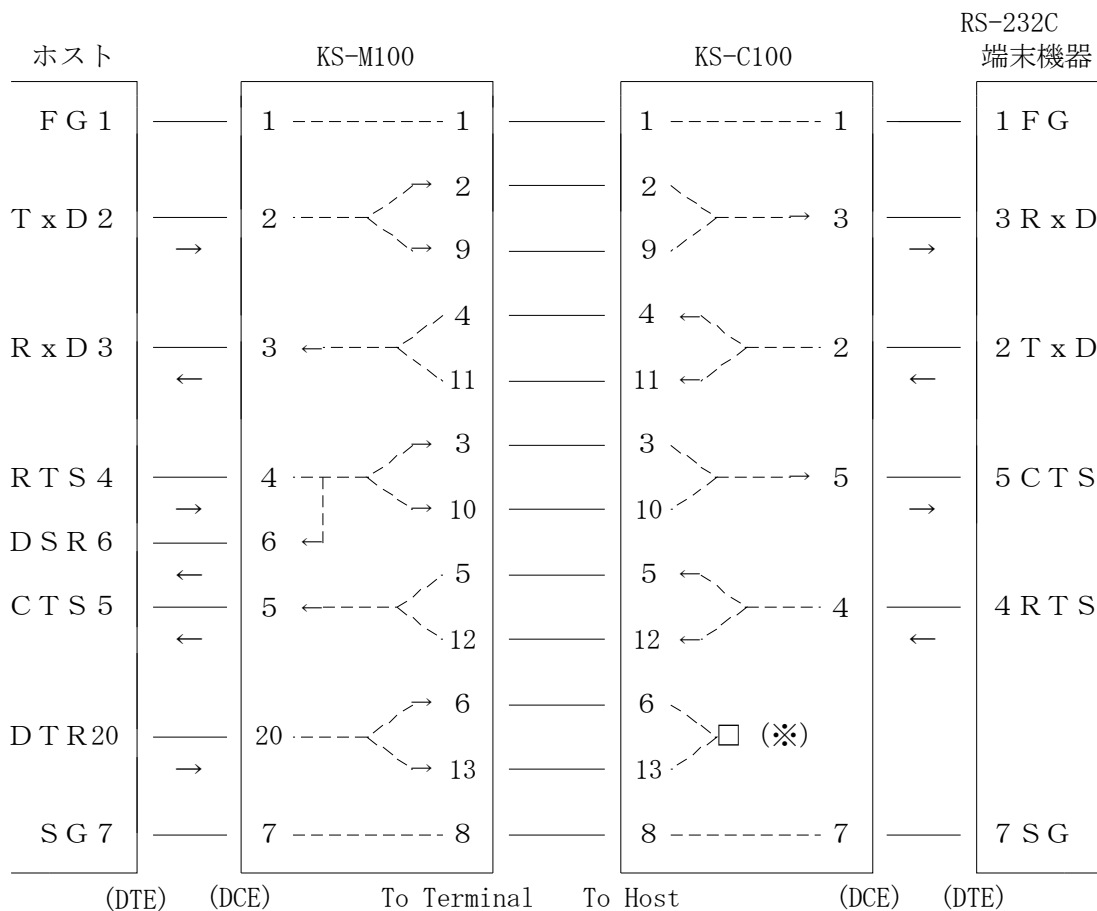 RS-232C
ホスト KS-M100 KS-C100 端末機器
ＦＧ1 1 1 1 1 1ＦＧ
2 2
ＴｘＤ2 2 3 3ＲｘＤ
→ 9 9 →
4 4
ＲｘＤ3 3 2 2ＴｘＤ
← 11 11 ←
3 3
ＲＴＳ4 4 5 5ＣＴＳ
→ 10 10 →
ＤＳＲ6 6
← 5 5
ＣＴＳ5 5 4 4ＲＴＳ
← 12 12 ←
6 6
ＤＴＲ20 20 □ (※)
→ 13 13
ＳＧ7 7 8 8 7 7ＳＧ
(DTE) (DCE) To Terminal To Host (DCE) (DTE)